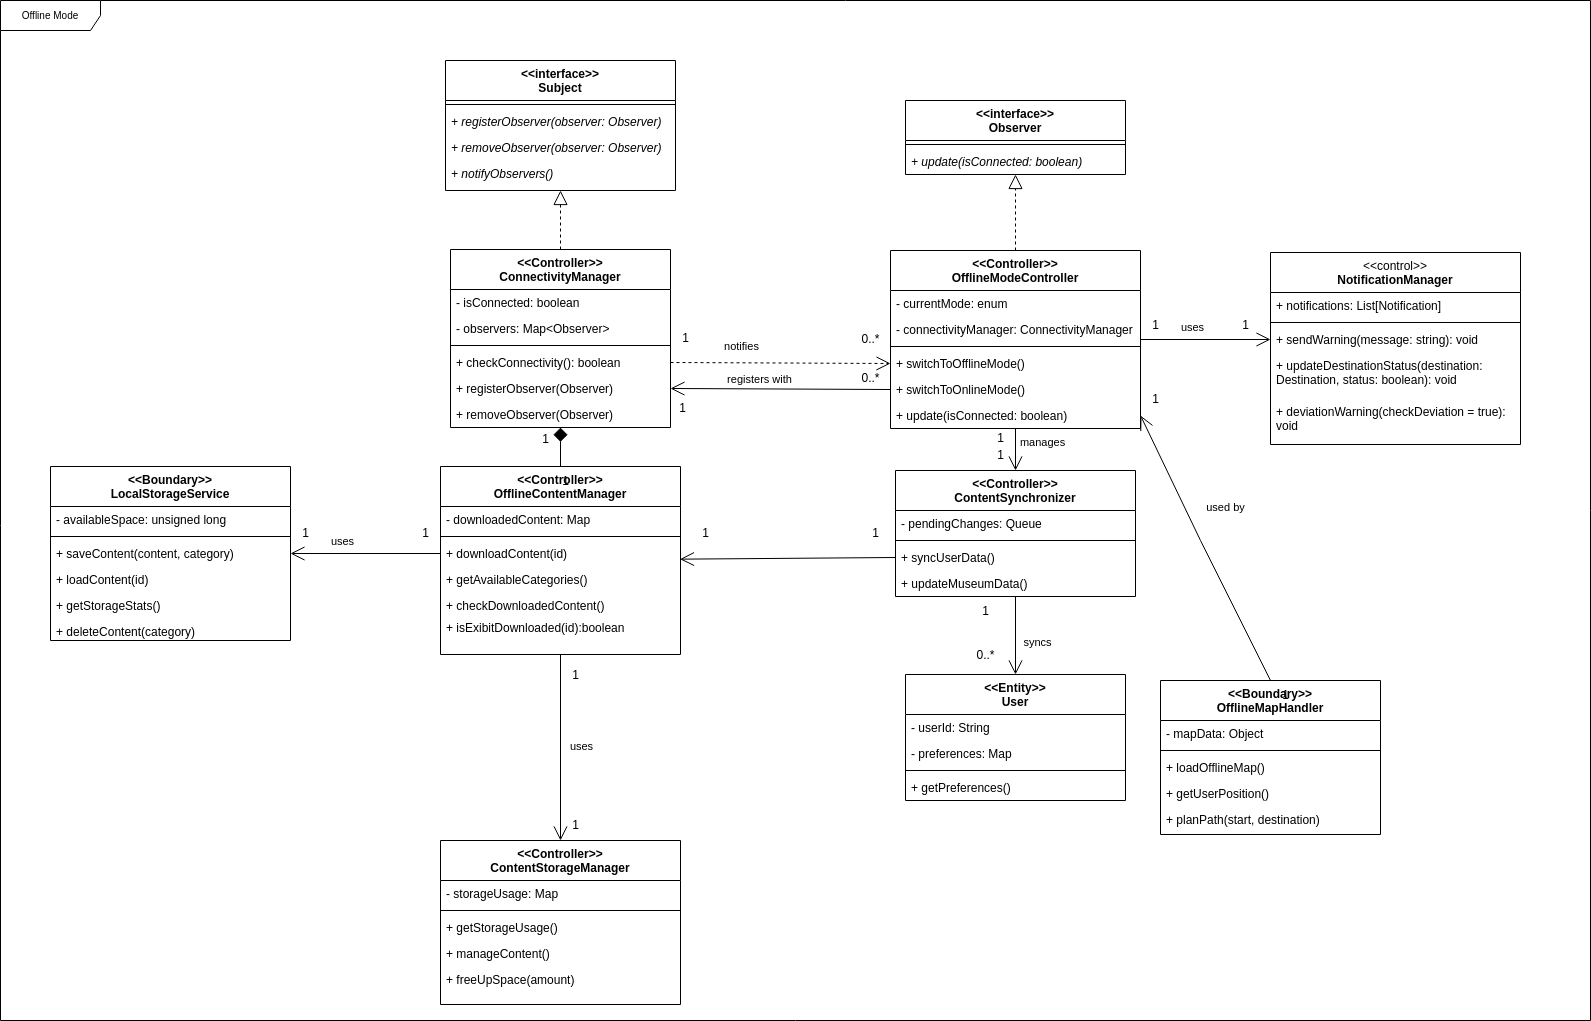 Offline Mode
<<interface>>
Subject
+ registerObserver(observer: Observer)
+ removeObserver(observer: Observer)
+ notifyObservers()
<<interface>>
Observer
+ update(isConnected: boolean)
<<Controller>>
ConnectivityManager
- isConnected: boolean
- observers: Map<Observer>
+ checkConnectivity(): boolean
+ registerObserver(Observer)
+ removeObserver(Observer)
1
notifies
0..*
registers with
0..*
1
<<Controller>>
OfflineModeController
- currentMode: enum
- connectivityManager: ConnectivityManager
+ switchToOfflineMode()
+ switchToOnlineMode()
+ update(isConnected: boolean)
1
uses
1
<<control>>
NotificationManager
+ notifications: List[Notification]
+ sendWarning(message: string): void
+ updateDestinationStatus(destination:
Destination, status: boolean): void
+ deviationWarning(checkDeviation = true):
void
1
1
manages
1
1
used by
<<Boundary>>
LocalStorageService
- availableSpace: unsigned long
+ saveContent(content, category)
+ loadContent(id)
+ getStorageStats()
+ deleteContent(category)
1
uses
1
<<Controller>>
1
OfflineContentManager
- downloadedContent: Map
+ downloadContent(id)
+ getAvailableCategories()
+ checkDownloadedContent()
+ isExibitDownloaded(id):boolean
1
1
<<Controller>>
ContentSynchronizer
- pendingChanges: Queue
+ syncUserData()
+ updateMuseumData()
1
syncs
0..*
<<Entity>>
User
- userId: String
- preferences: Map
+ getPreferences()
<<Boundary>>
1
OfflineMapHandler
- mapData: Object
+ loadOfflineMap()
+ getUserPosition()
+ planPath(start, destination)
1
uses
1
<<Controller>>
ContentStorageManager
- storageUsage: Map
+ getStorageUsage()
+ manageContent()
+ freeUpSpace(amount)